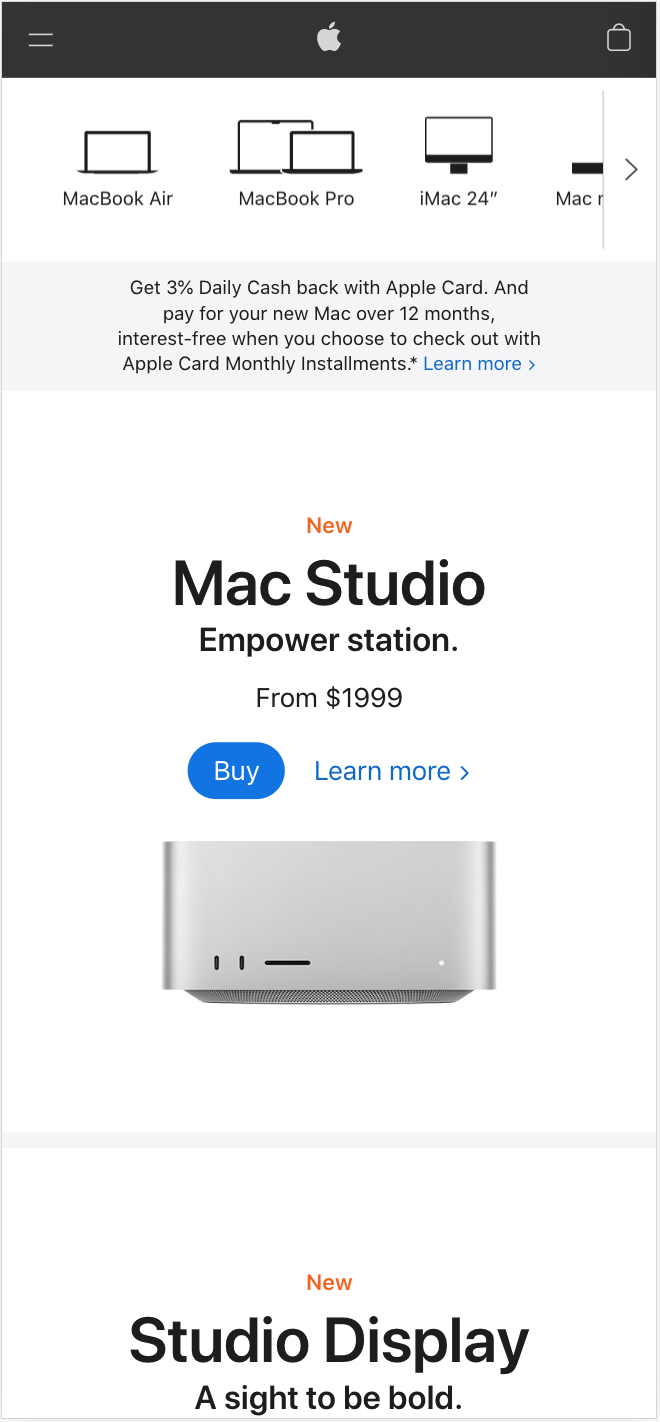 MacBook Air
MacBook Pro
iMac 24″
Mac
Get 3% Daily Cash back with Apple Card. And
pay for your new Mac over 12 months,
interest-free when you choose to check out with
Apple Card Monthly Installments.* Learn more ›
New
Mac Studio
Empower station.
From $1999
Buy
Learn more ›
New
Studio Display
A sight to be bold.